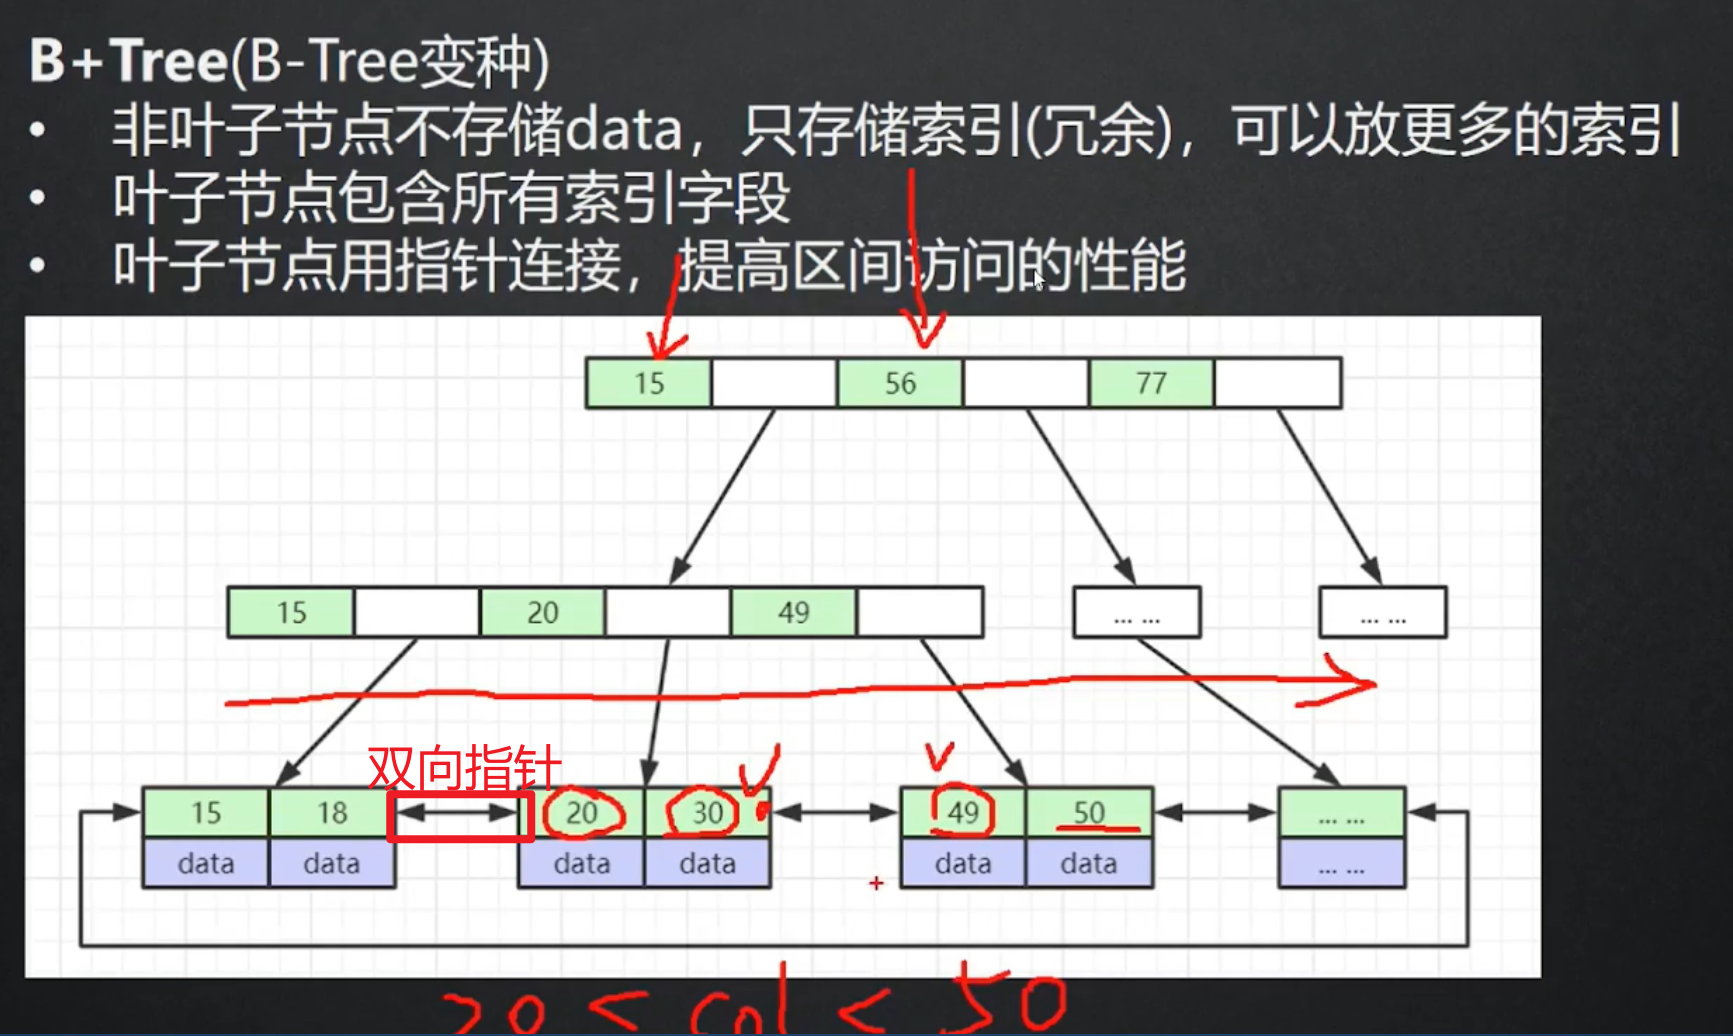 B+Tree(B-Tree变种)
• 非叶子节点不存储data，只存储索引(冗余)，可以放更多的索引
• 叶子节点包含所有索引字段
• 叶子节点用指针连接，提高区间访问的性能
15 56 77
15 20 49 ... ... ... ...
双向指针
15 18 20 30 49 50 ... ...
data data data data data data ... ...
20 < col < 50